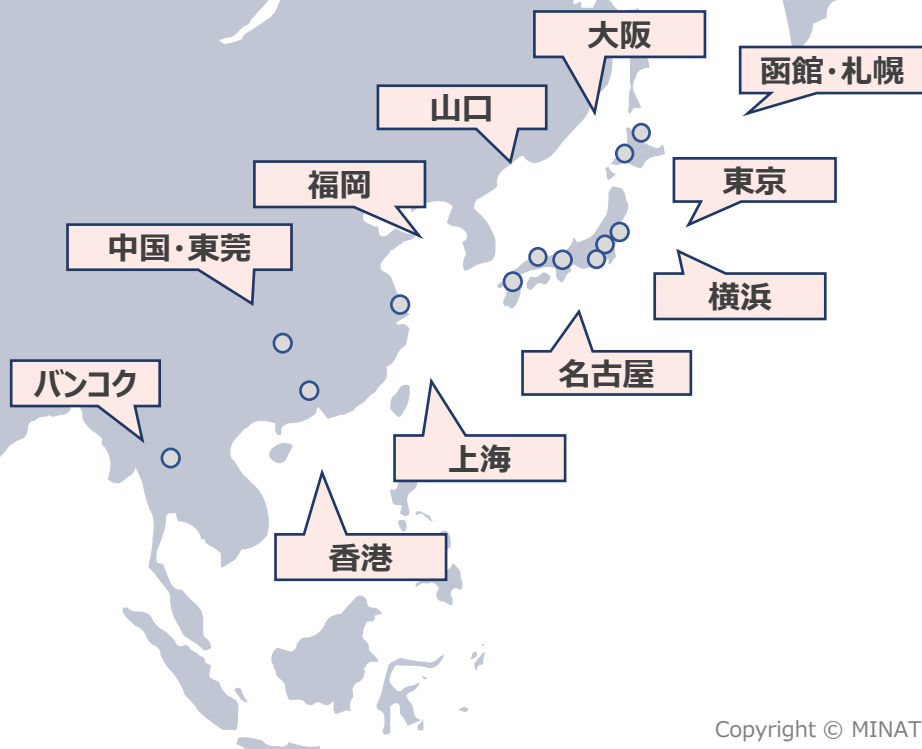 大阪
函館・札幌
山口
東京
福岡
中国・東莞
横浜
バンコク
名古屋
上海
香港
Copyright © MINAT